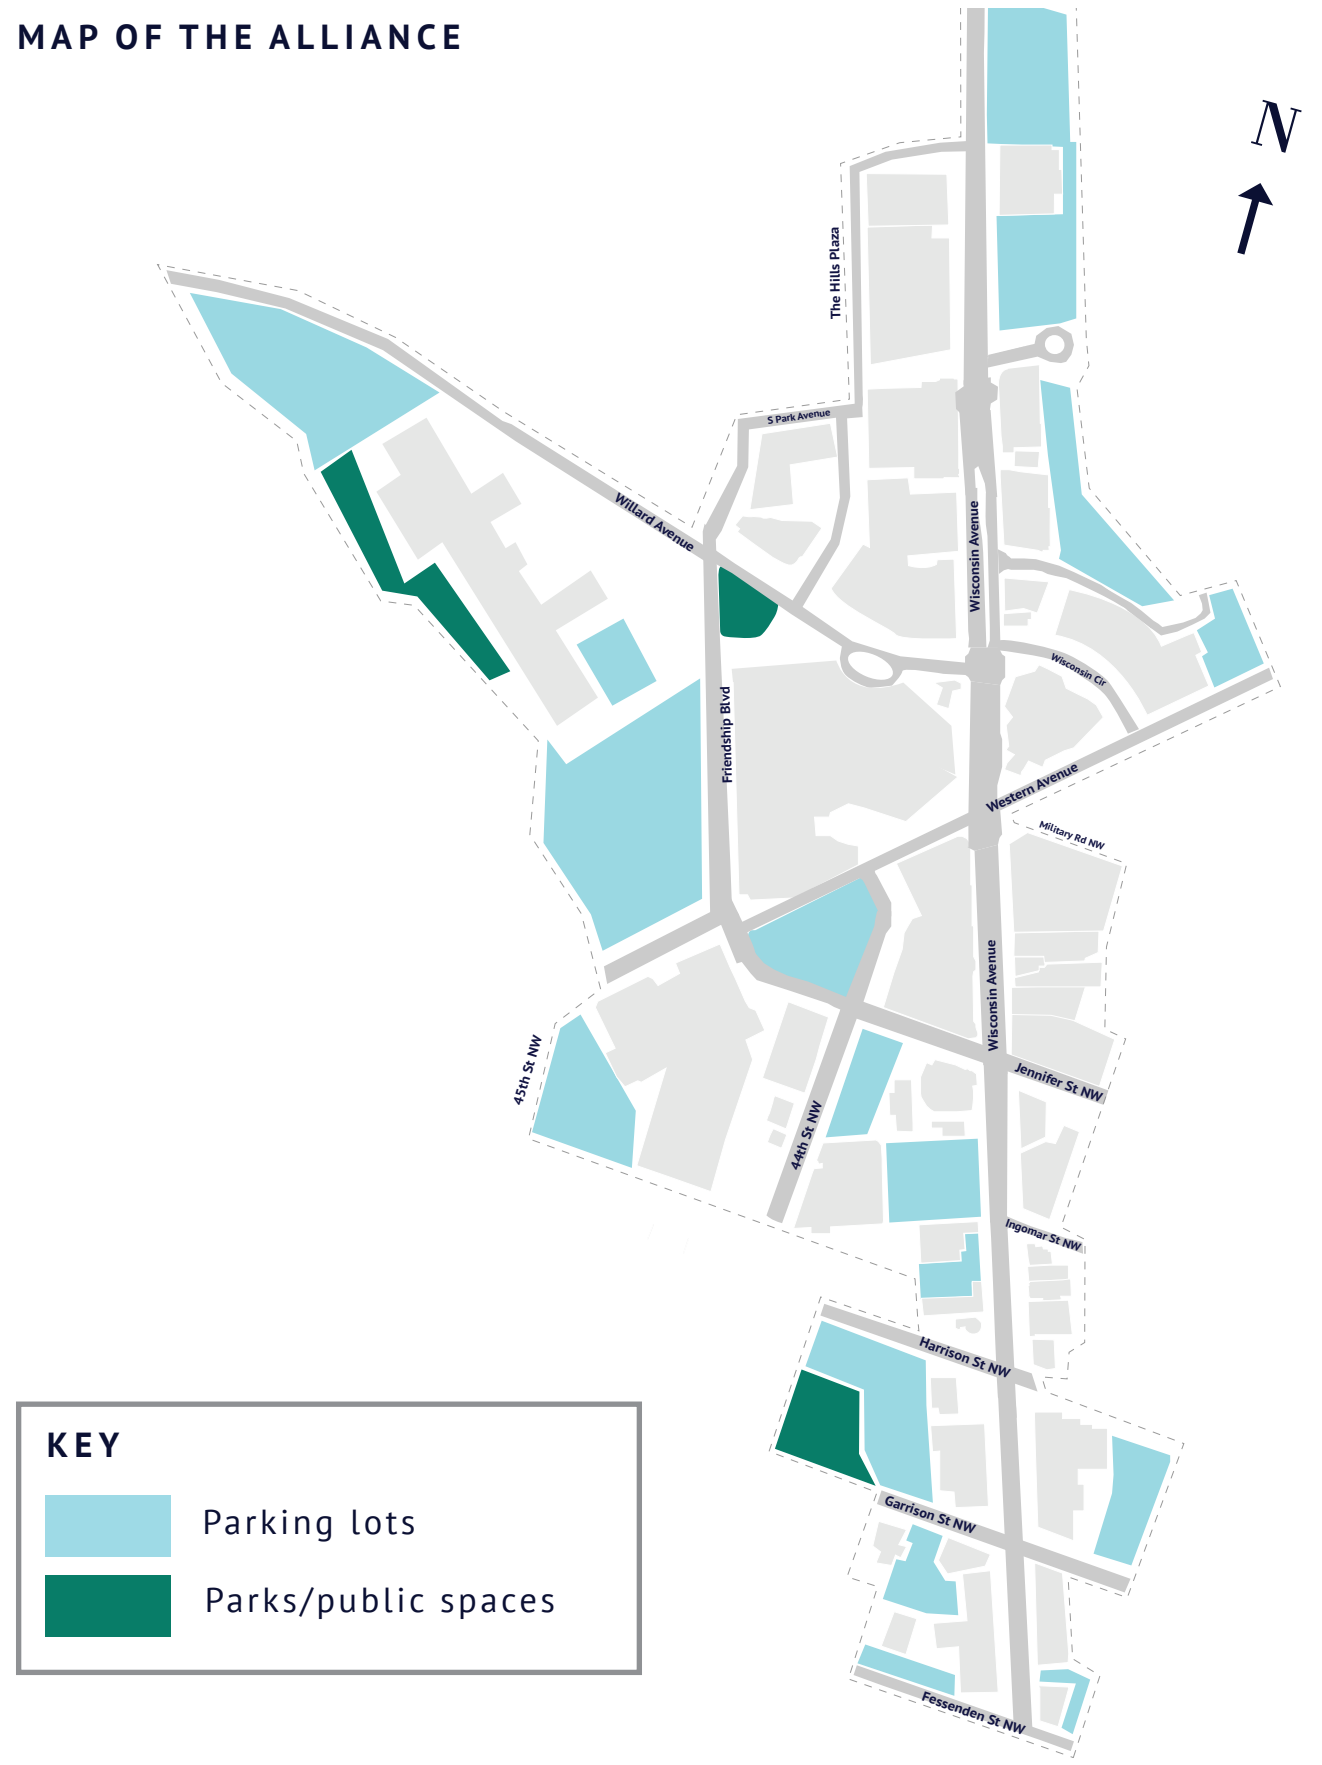 MAP OF THE ALLIANCE
N
The Hills Plaza
S Park Avenue
Willard Avenue
Wisconsin Avenue
Wisconsin Cir
Friendship Blvd
Western Avenue
Military Rd NW
Wisconsin Avenue
45th St NW
Jennifer St NW
44th St NW
Ingomar St NW
Harrison St NW
KEY
Garrison St NW
Parking lots
Parks/public spaces
Fessenden St NW